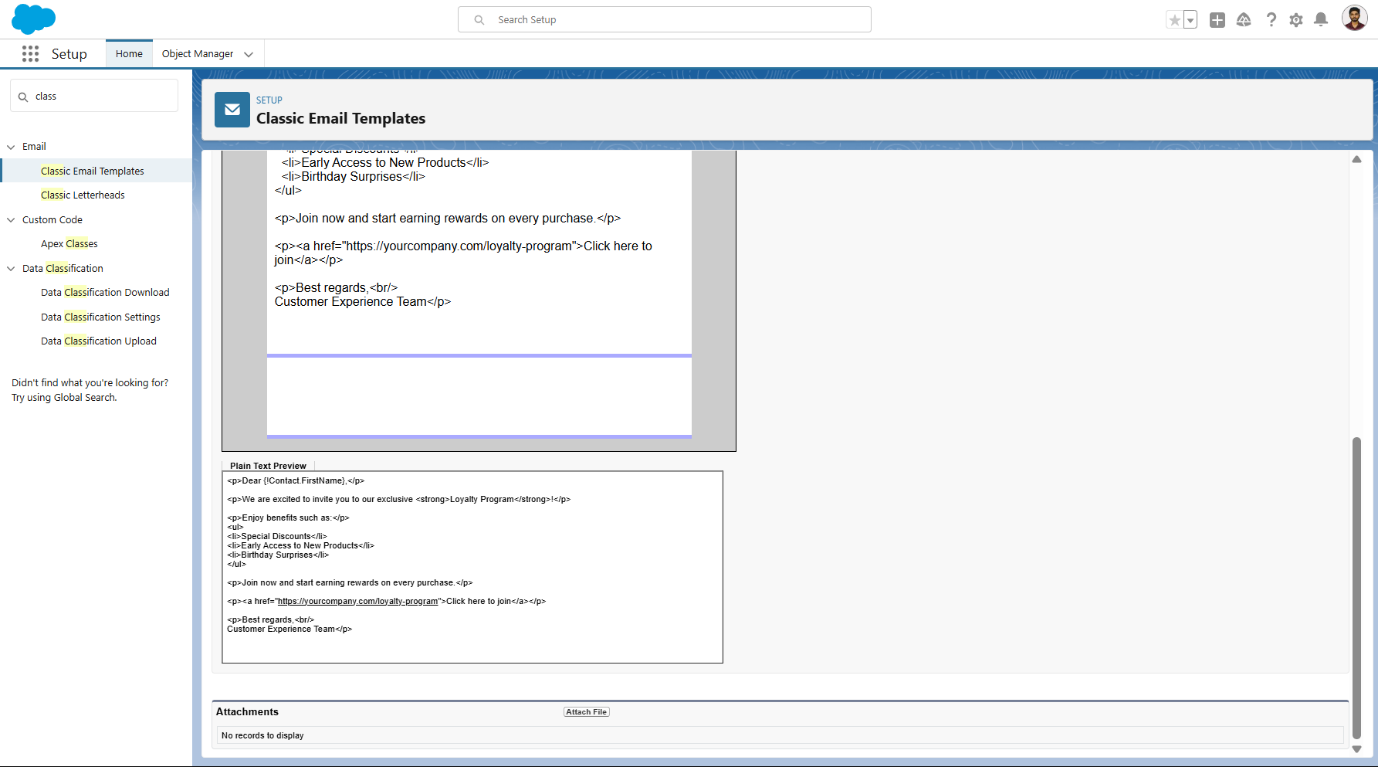 Search Setup
Setup
Home
Object Manager
class
Email
Classic Email Templates
Classic Letterheads
Custom Code
Apex Classes
Data Classification
Data Classification Download
Data Classification Settings
Data Classification Upload
Didn't find what you're looking for?
Try using Global Search.
SETUP
Classic Email Templates
<li>Special Discounts</li>
<li>Early Access to New Products</li>
<li>Birthday Surprises</li>
</ul>
<p>Join now and start earning rewards on every purchase.</p>
<p><a href="https://yourcompany.com/loyalty-program">Click here to
join</a></p>
<p>Best regards,<br/>
Customer Experience Team</p>
Plain Text Preview
<p>Dear {!Contact.FirstName},</p>
<p>We are excited to invite you to our exclusive <strong>Loyalty Program</strong>!</p>
<p>Enjoy benefits such as:</p>
<ul>
<li>Special Discounts</li>
<li>Early Access to New Products</li>
<li>Birthday Surprises</li>
</ul>
<p>Join now and start earning rewards on every purchase.</p>
<p><a href="https://yourcompany.com/loyalty-program">Click here to join</a></p>
<p>Best regards,<br/>
Customer Experience Team</p>
Attachments
Attach File
No records to display